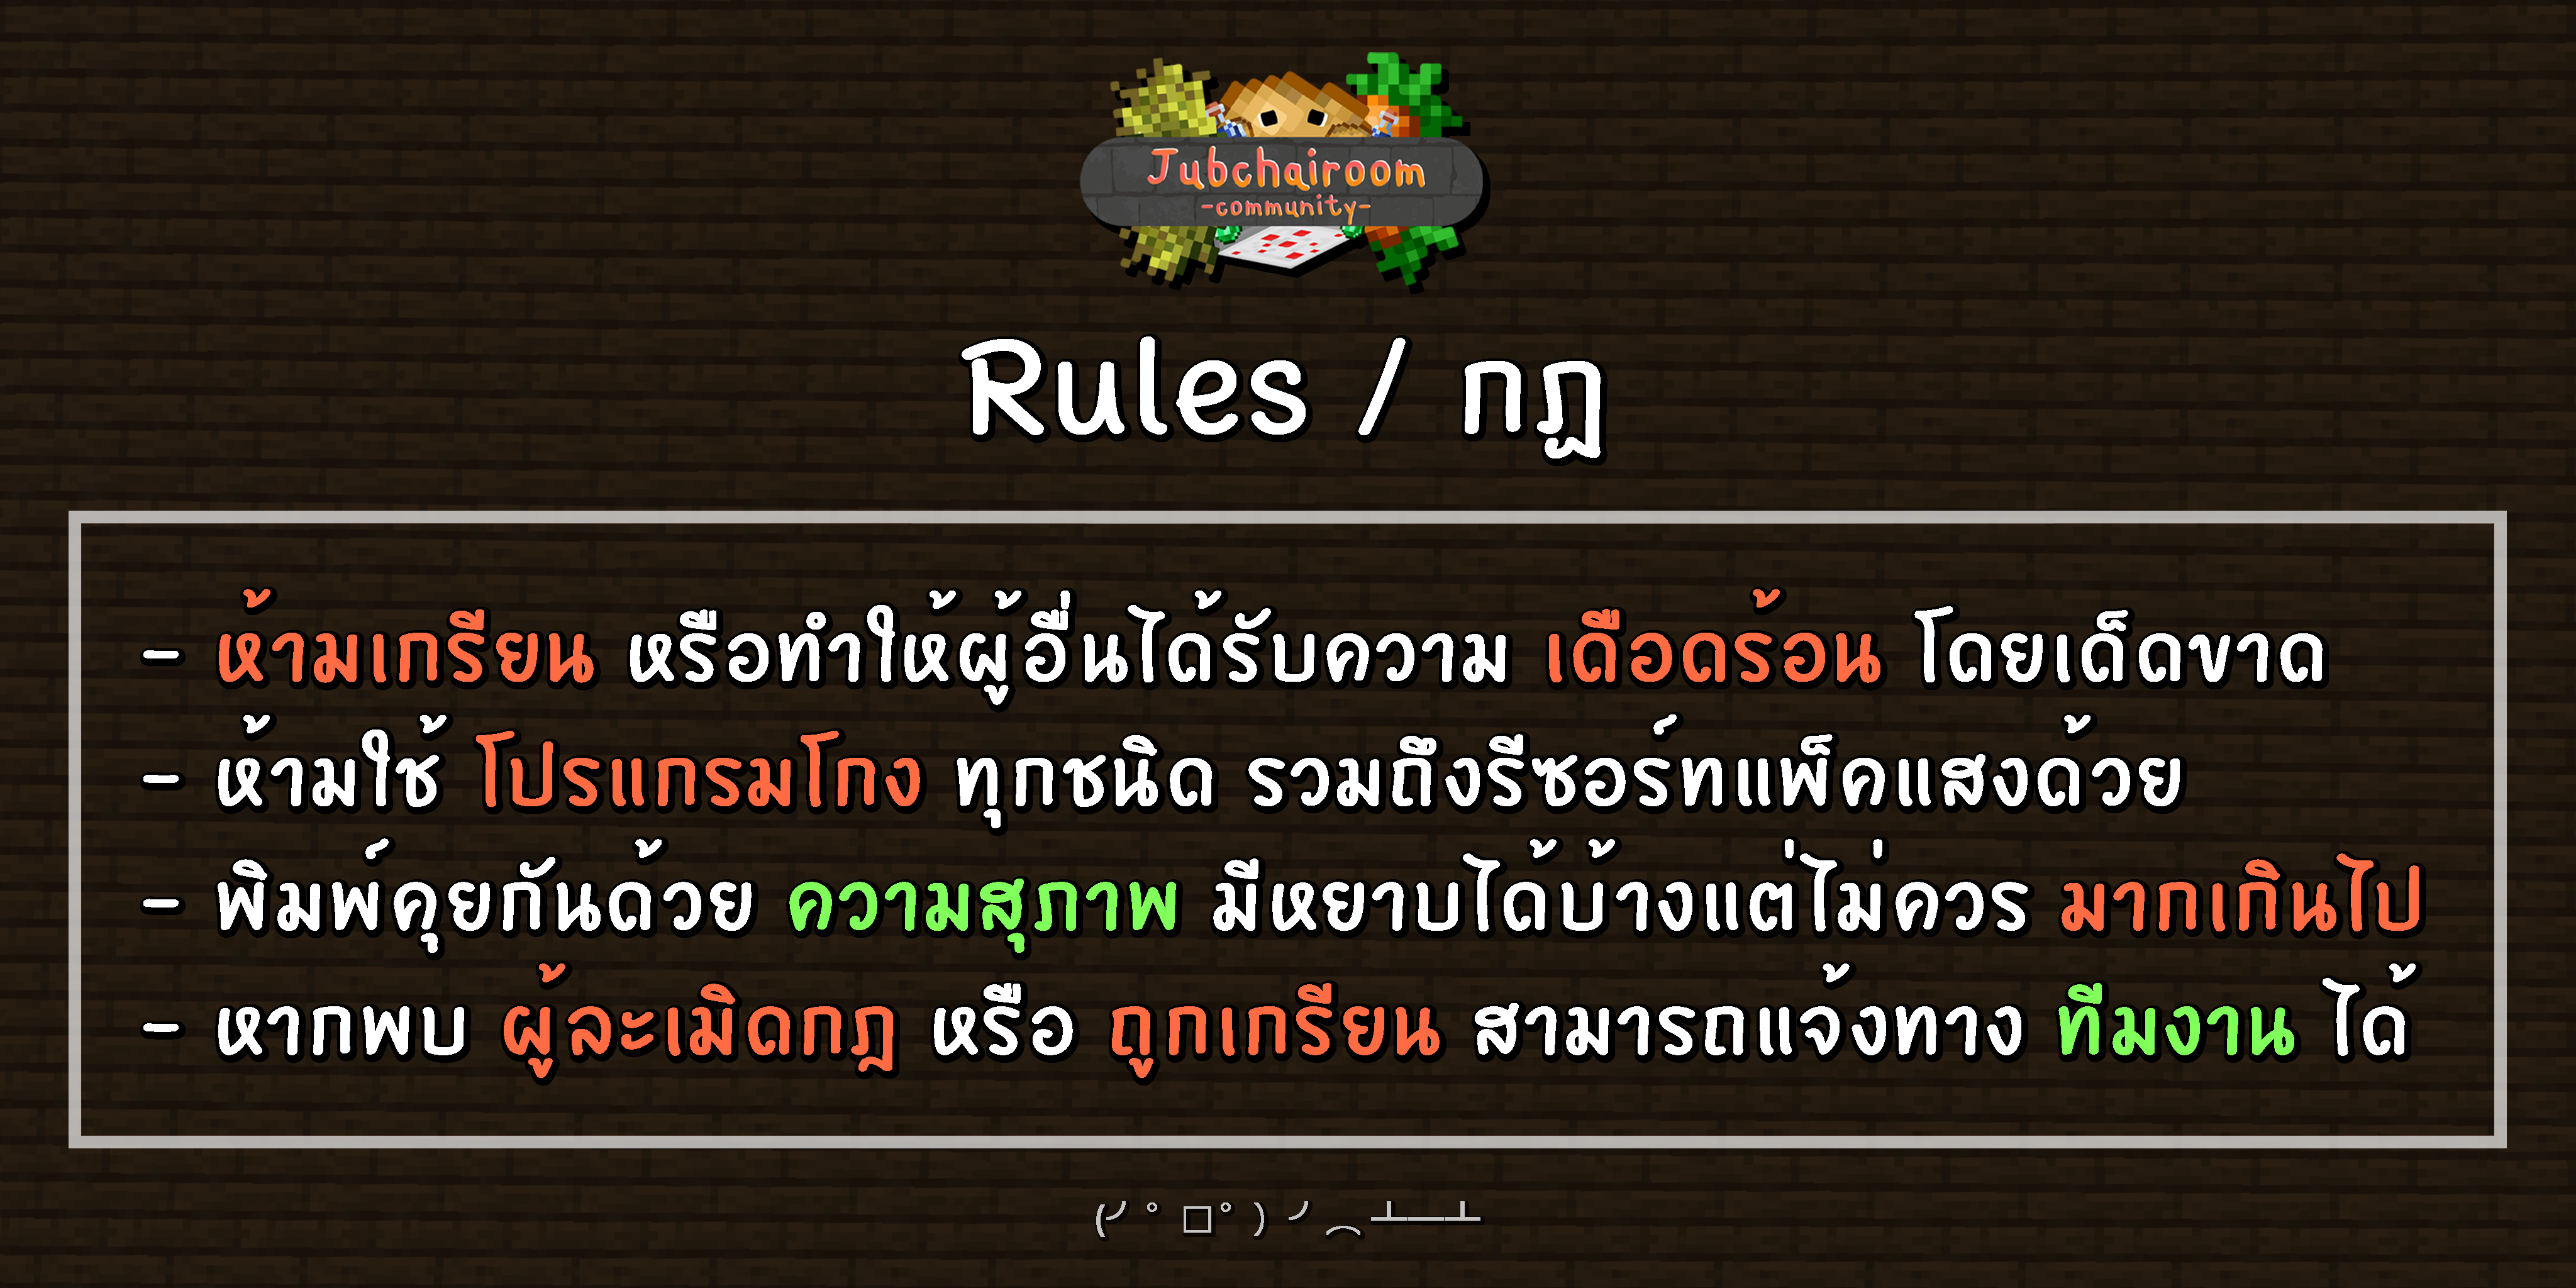 Jubchairoom
-community-
Rules / กฏ
- ห้ามเกรียน หรือทำให้ผู้อื่นได้รับความ เดือดร้อน โดยเด็ดขาด
- ห้ามใช้ โปรแกรมโกง ทุกชนิด รวมถึงรีซอร์ทแพ็คแสงด้วย
- พิมพ์คุยกันด้วย ความสุภาพ มีหยาบได้บ้างแต่ไม่ควร มากเกินไป
- หากพบ ผู้ละเมิดกฎ หรือ ถูกเกรียน สามารถแจ้งทาง ทีมงาน ได้
(╯°□°)╯︵┻━┻